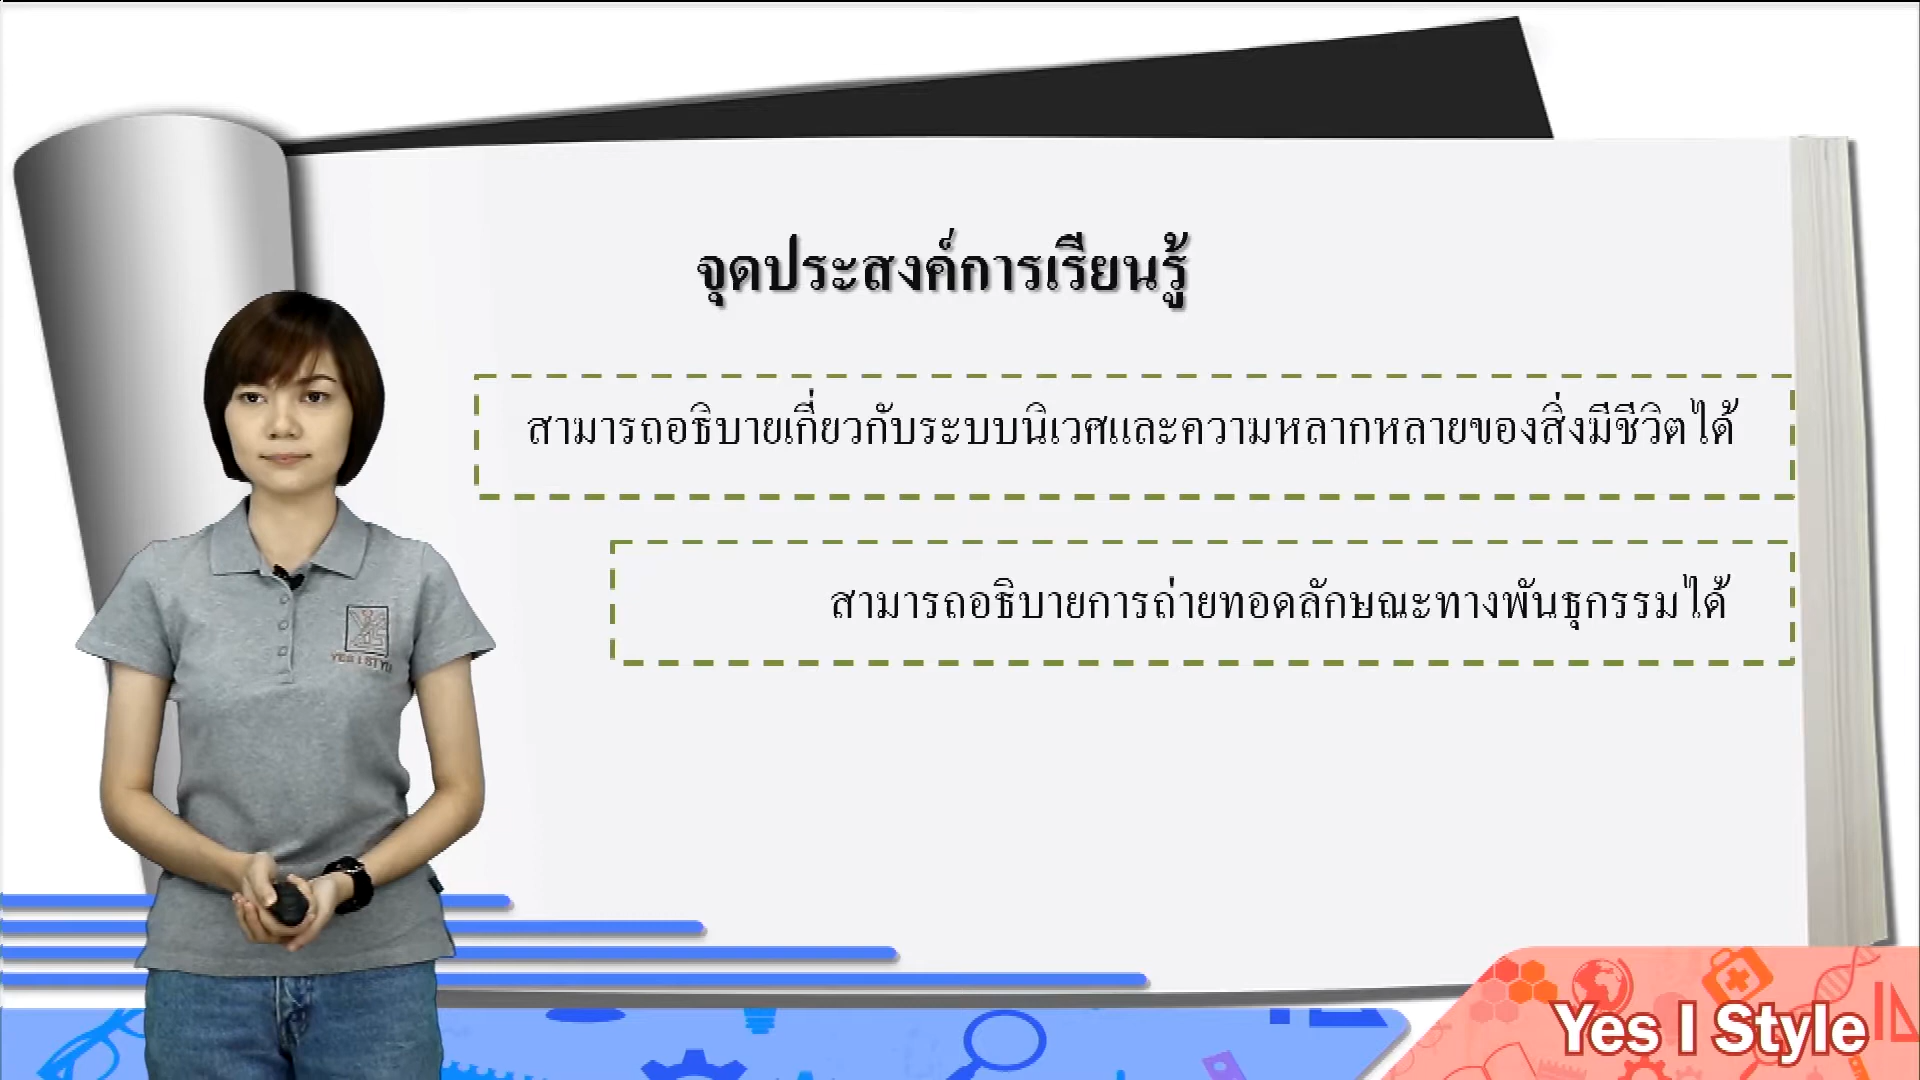 จุดประสงค์การเรียนรู้
สามารถอธิบายเกี่ยวกับระบบนิเวศและความหลากหลายของสิ่งมีชีวิตได้
สามารถอธิบายการถ่ายทอดลักษณะทางพันธุกรรมได้
YES I STYLE
Yes I Style